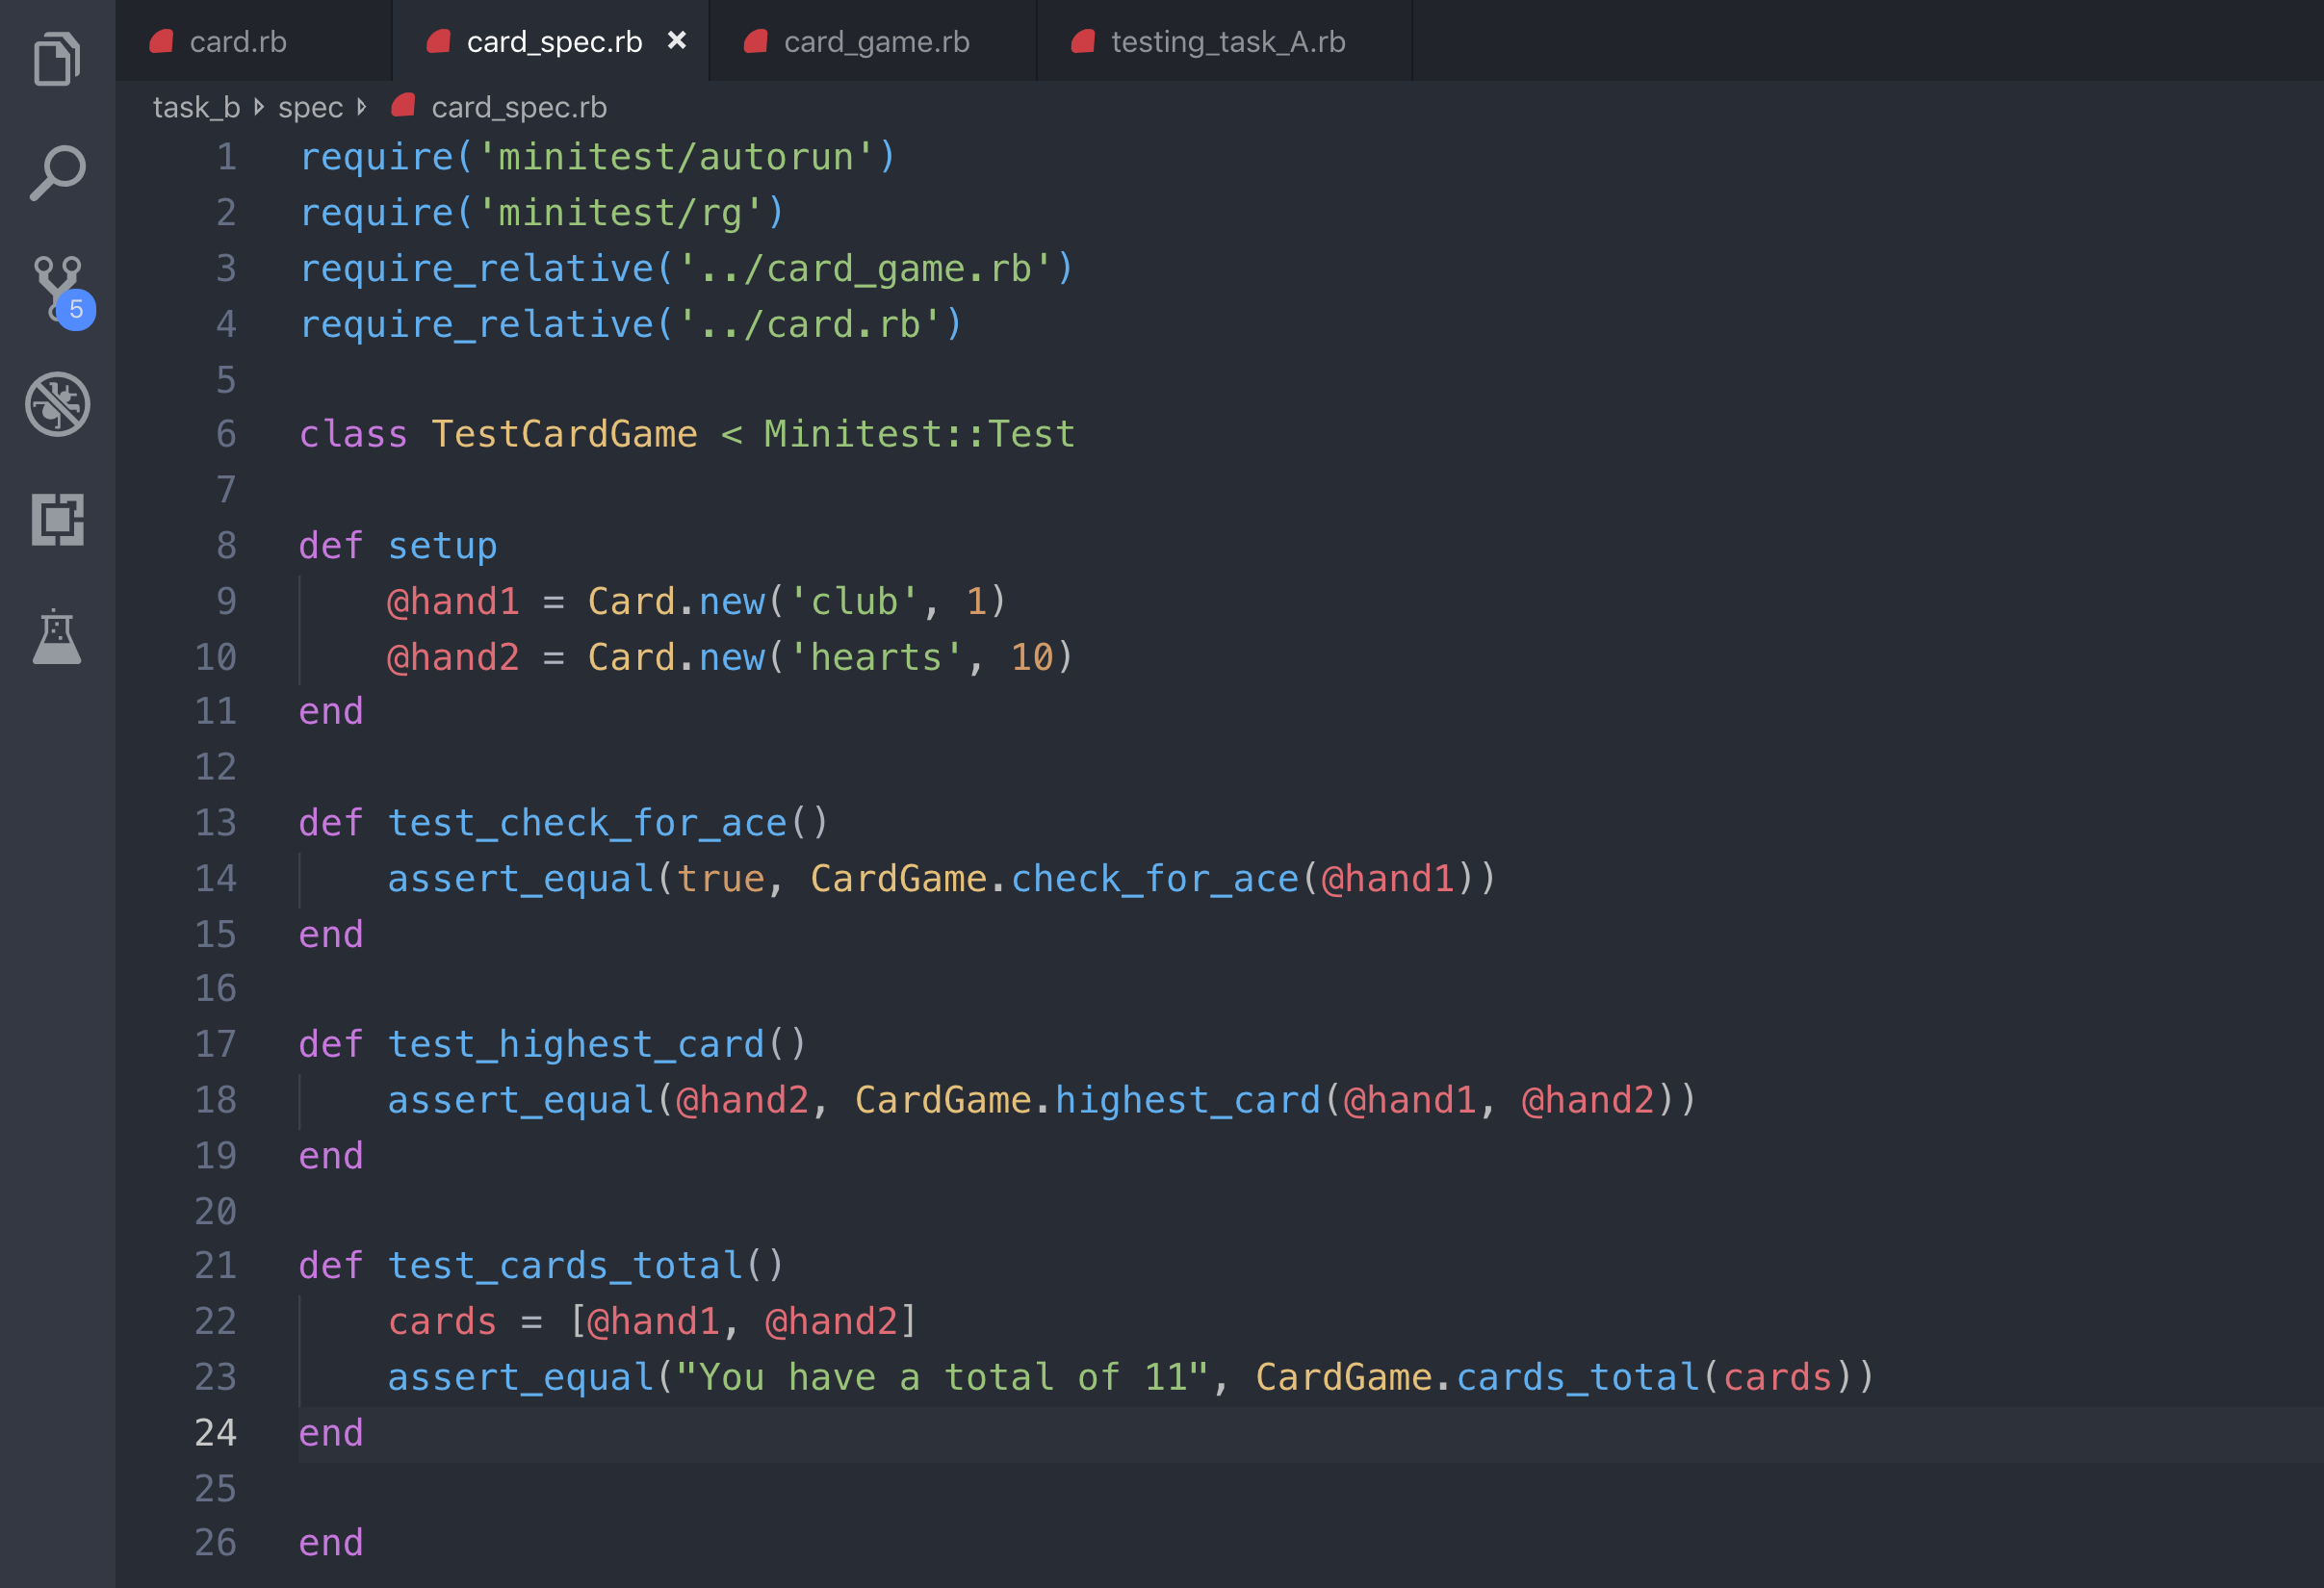 card.rb card_spec.rb × card_game.rb testing_task_A.rb
task_b spec card_spec.rb
1 require('minitest/autorun')
2 require('minitest/rg')
3 require_relative('../card_game.rb')
4 require_relative('../card.rb')
5
6 class TestCardGame < Minitest::Test
7
8 def setup
9     @hand1 = Card.new('club', 1)
10     @hand2 = Card.new('hearts', 10)
11 end
12
13 def test_check_for_ace()
14     assert_equal(true, CardGame.check_for_ace(@hand1))
15 end
16
17 def test_highest_card()
18     assert_equal(@hand2, CardGame.highest_card(@hand1, @hand2))
19 end
20
21 def test_cards_total()
22     cards = [@hand1, @hand2]
23     assert_equal("You have a total of 11", CardGame.cards_total(cards))
24 end
25
26 end
5